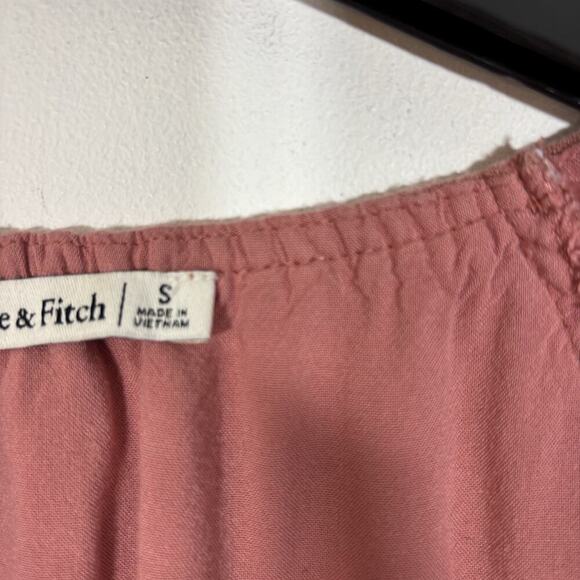 e & Fitch | S
MADE IN
VIETNAM